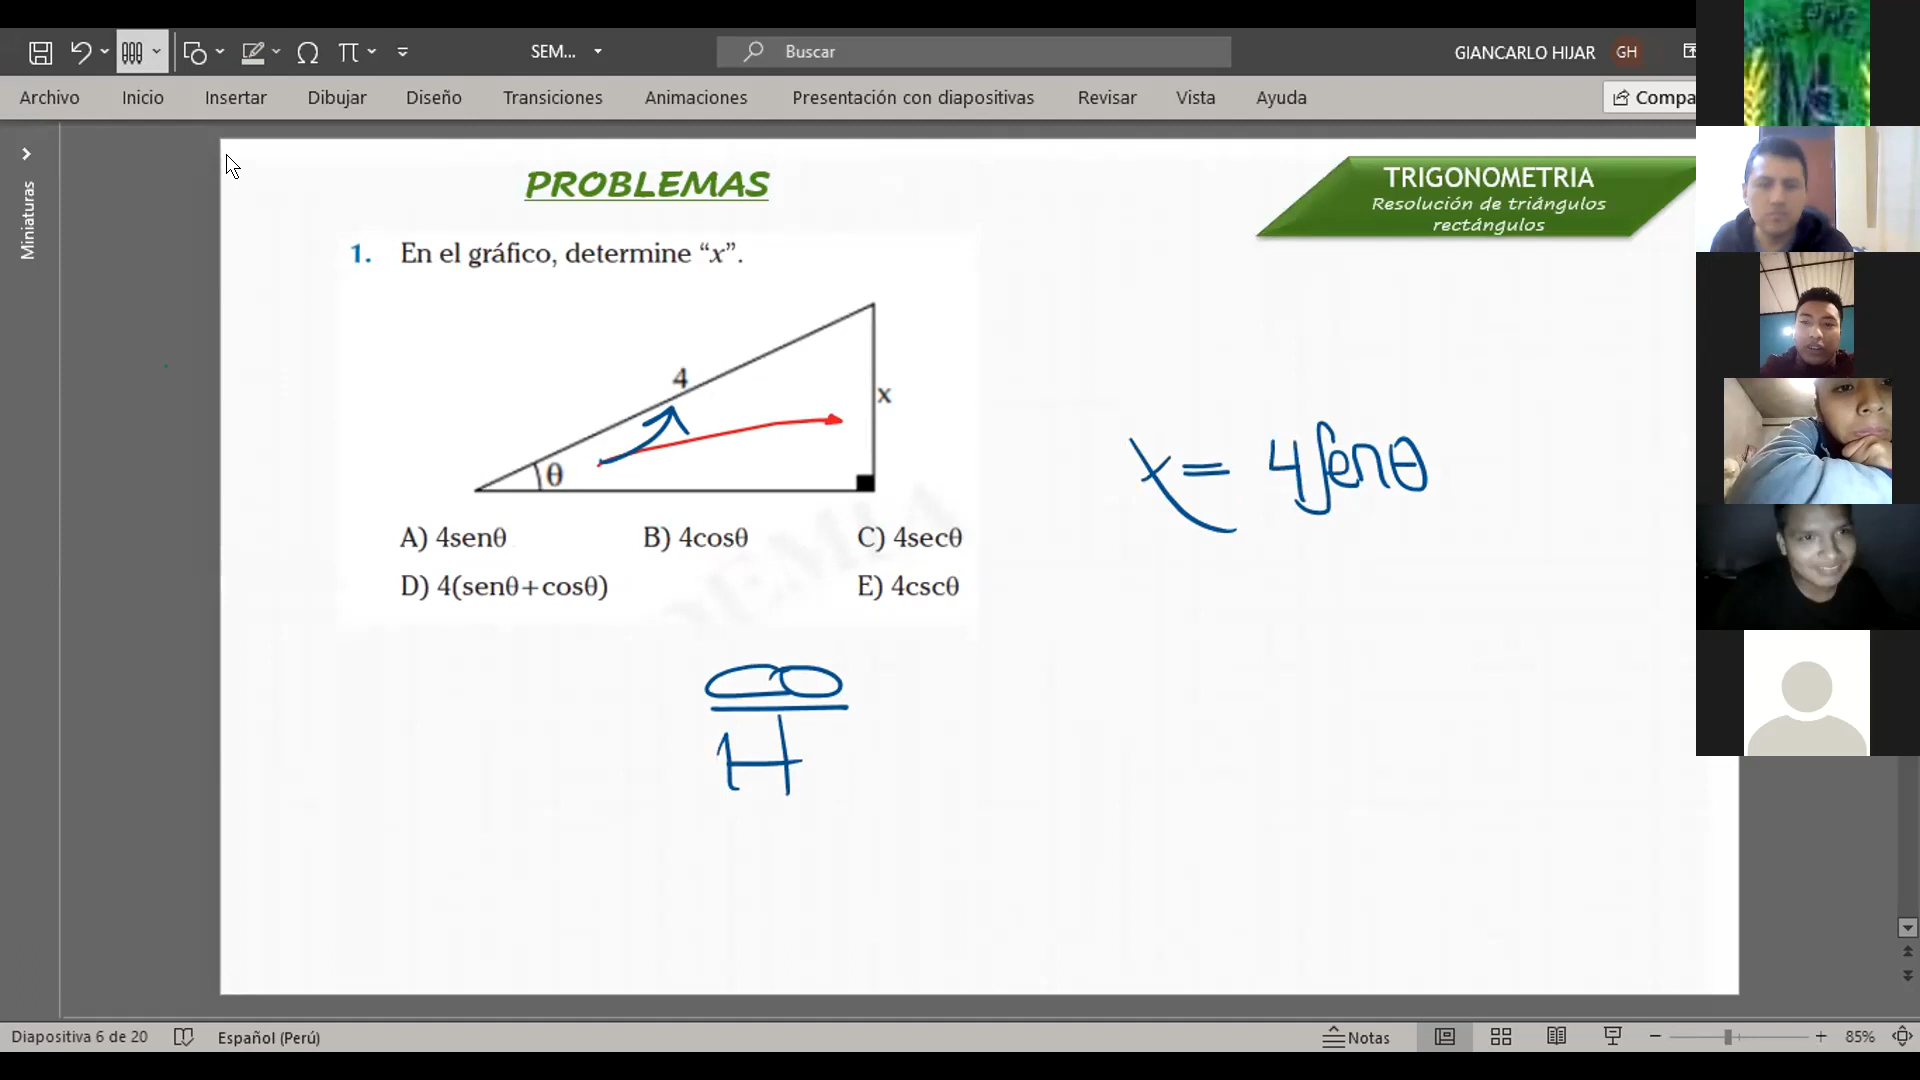 SEM...
Buscar
GIANCARLO HIJAR GH
Archivo Inicio Insertar Dibujar Diseño Transiciones Animaciones Presentación con diapositivas Revisar Vista Ayuda Compa
Miniaturas
PROBLEMAS
TRIGONOMETRIA
Resolución de triángulos
rectángulos
1. En el gráfico, determine “x”.
4
x
θ
x = 4Senθ
A) 4senθ B) 4cosθ C) 4secθ
D) 4(senθ+cosθ) E) 4cscθ
CO
H
Diapositiva 6 de 20 Español (Perú) Notas 85%